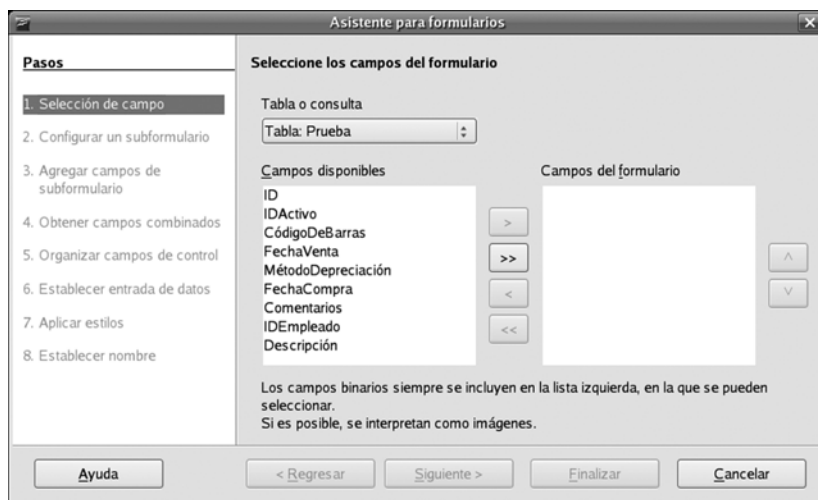 Asistente para formularios
Pasos
1. Selección de campo
2. Configurar un subformulario
3. Agregar campos de
subformulario
4. Obtener campos combinados
5. Organizar campos de control
6. Establecer entrada de datos
7. Aplicar estilos
8. Establecer nombre
Seleccione los campos del formulario
Tabla o consulta
Tabla: Prueba
Campos disponibles
ID
IDActivo
CódigoDeBarras
FechaVenta
MétodoDepreciación
FechaCompra
Comentarios
IDEmpleado
Descripción
>
>>
<
<<
Campos del formulario
Los campos binarios siempre se incluyen en la lista izquierda, en la que se pueden
seleccionar.
Si es posible, se interpretan como imágenes.
Ayuda
< Regresar
Siguiente >
Finalizar
Cancelar